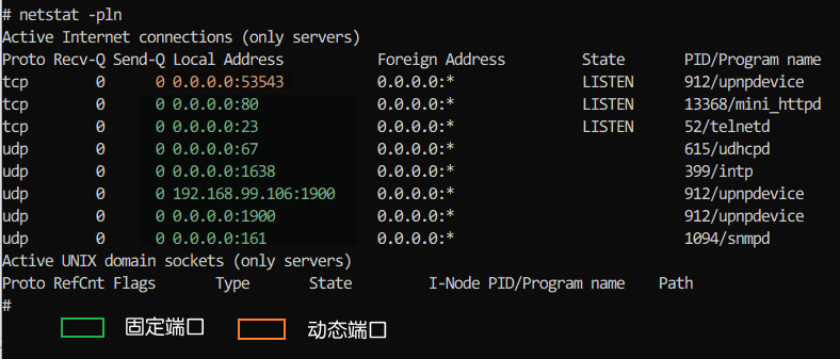 # netstat -pln
Active Internet connections (only servers)
Proto Recv-Q Send-Q Local Address Foreign Address State PID/Program name
tcp 0 0 0.0.0.0:53543 0.0.0.0:* LISTEN 912/upnpdevice
tcp 0 0 0.0.0.0:80 0.0.0.0:* LISTEN 13368/mini_httpd
tcp 0 0 0.0.0.0:23 0.0.0.0:* LISTEN 52/telnetd
udp 0 0 0.0.0.0:67 0.0.0.0:* 615/udhcpd
udp 0 0 0.0.0.0:1638 0.0.0.0:* 399/intp
udp 0 0 192.168.99.106:1900 0.0.0.0:* 912/upnpdevice
udp 0 0 0.0.0.0:1900 0.0.0.0:* 912/upnpdevice
udp 0 0 0.0.0.0:161 0.0.0.0:* 1094/snmpd
Active UNIX domain sockets (only servers)
Proto RefCnt Flags Type State I-Node PID/Program name Path
#
固定端口 动态端口